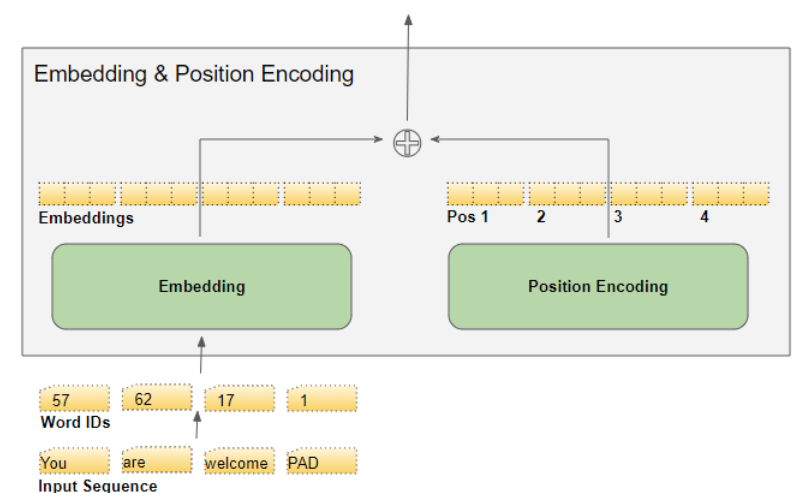 Embedding & Position Encoding
Embeddings
Pos 1 2 3 4
Embedding
Position Encoding
57 62 17 1
Word IDs
You are welcome PAD
Input Sequence